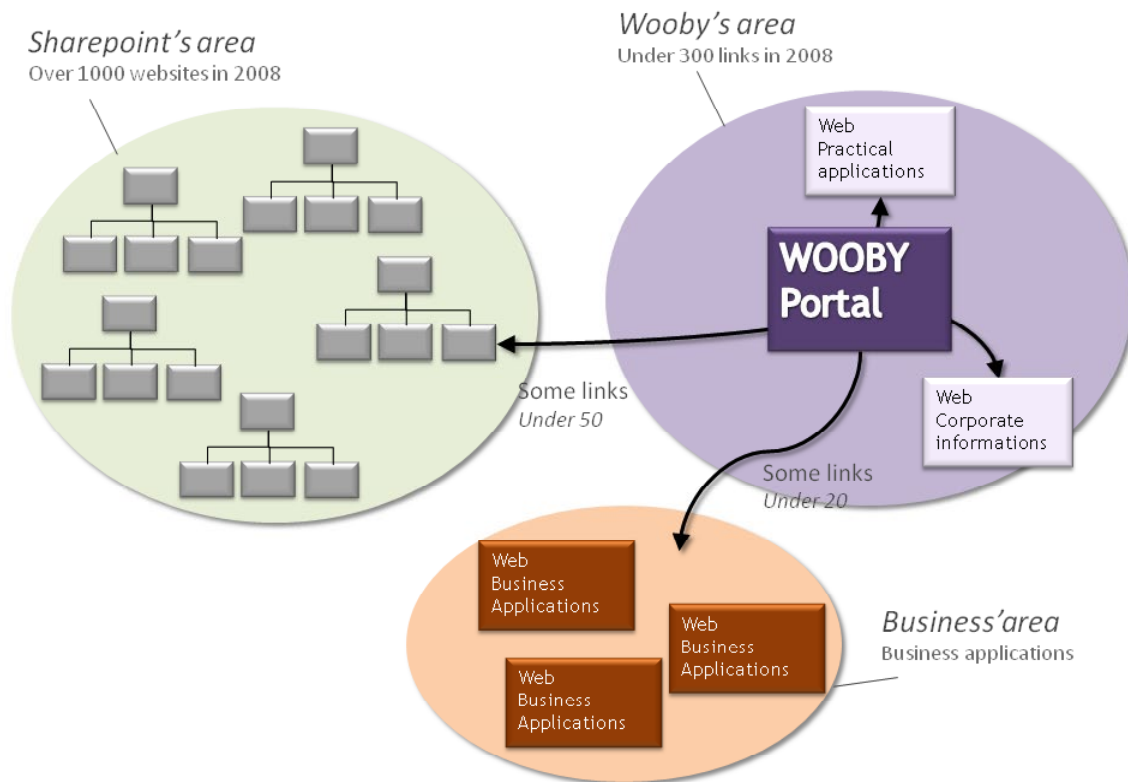 Sharepoint's area
Over 1000 websites in 2008
Wooby's area
Under 300 links in 2008
Web
Practical
applications
WOOBY
Portal
Web
Corporate
informations
Some links
Under 50
Some links
Under 20
Web
Business
Applications
Web
Business
Applications
Web
Business
Applications
Business'area
Business applications